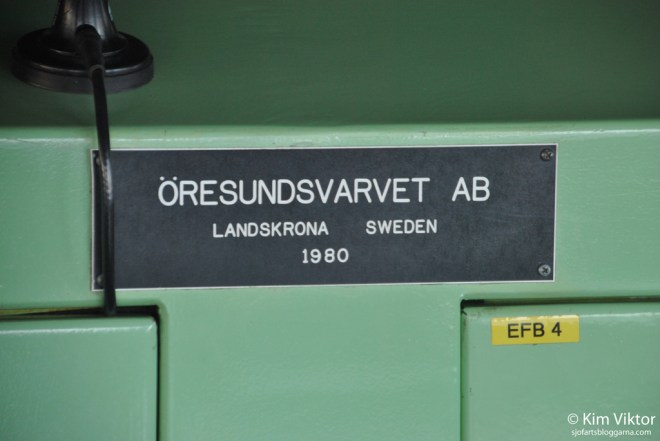 ÖRESUNDSVARVET AB
LANDSKRONA SWEDEN
1980
EFB 4
© Kim Viktor
sjofartsbloggarna.com